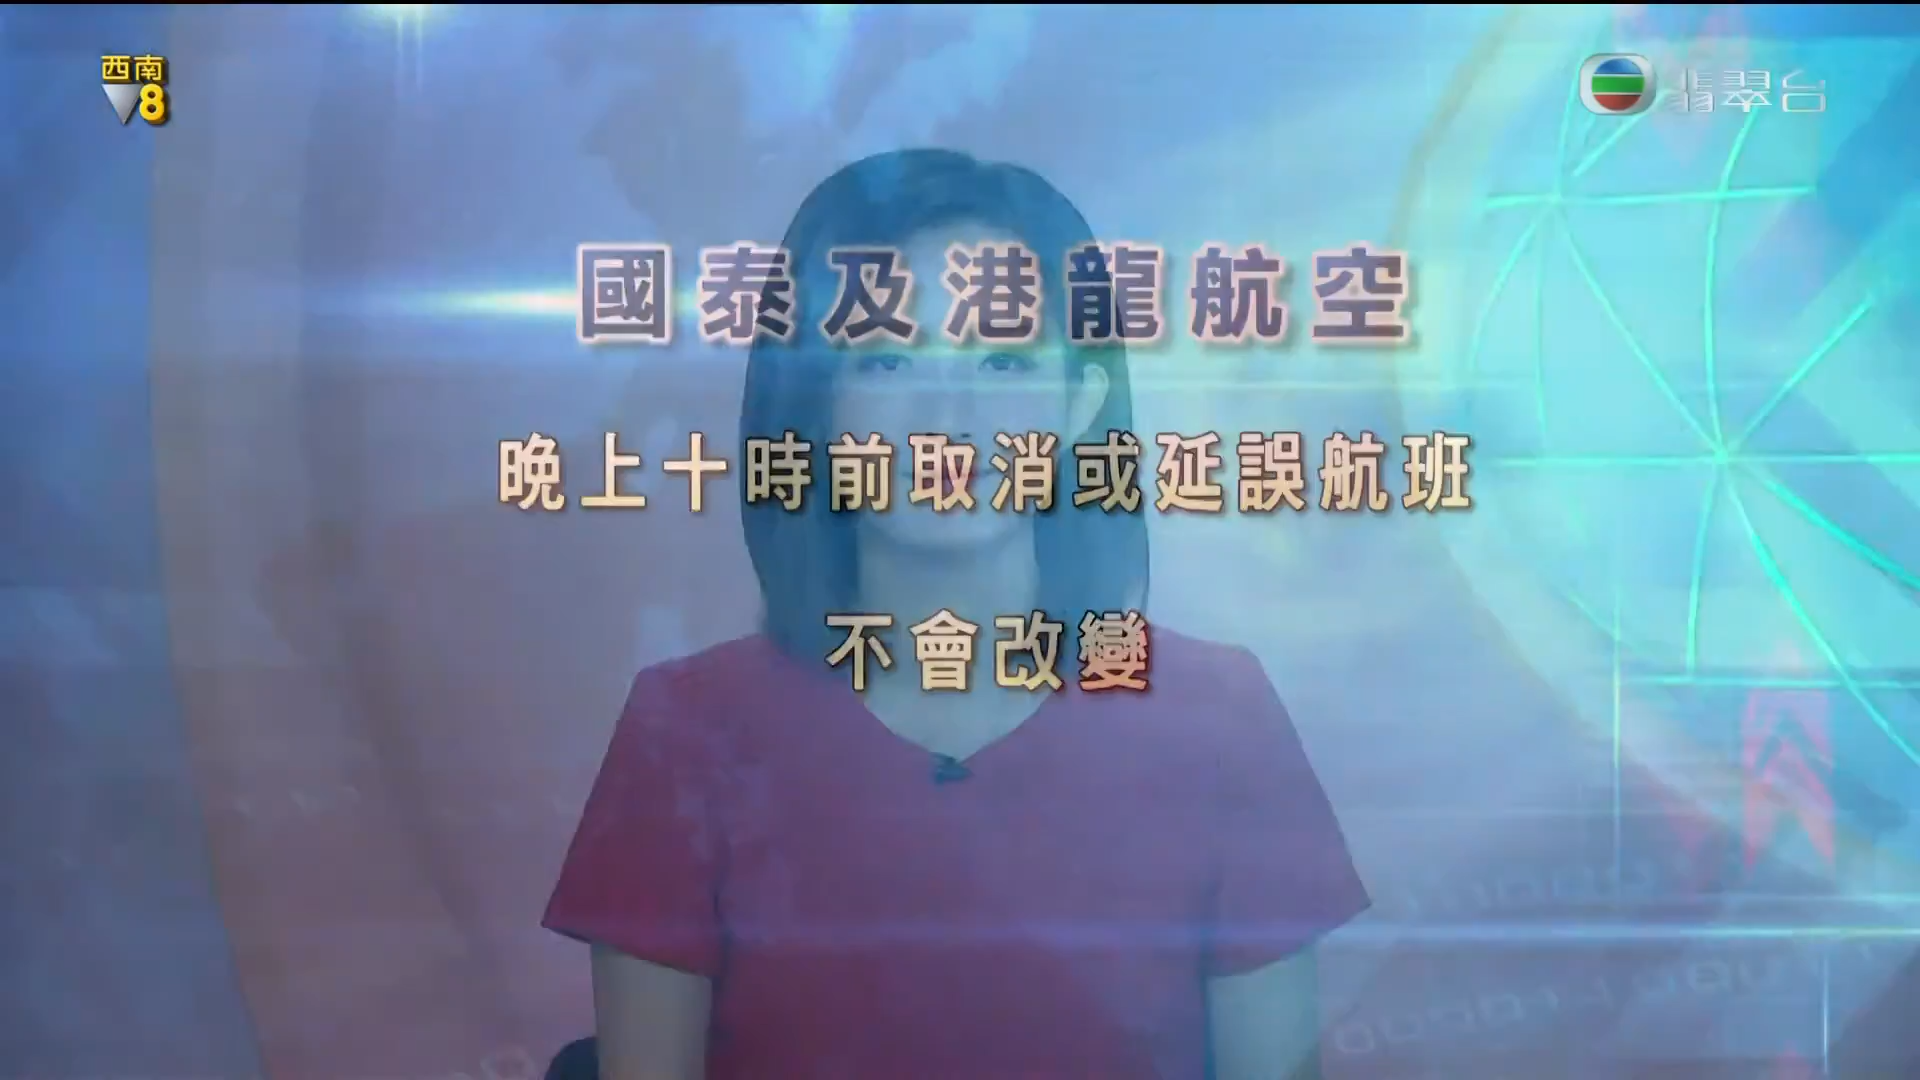 西南
8
翡翠台
國泰及港龍航空
晚上十時前取消或延誤航班
不會改變